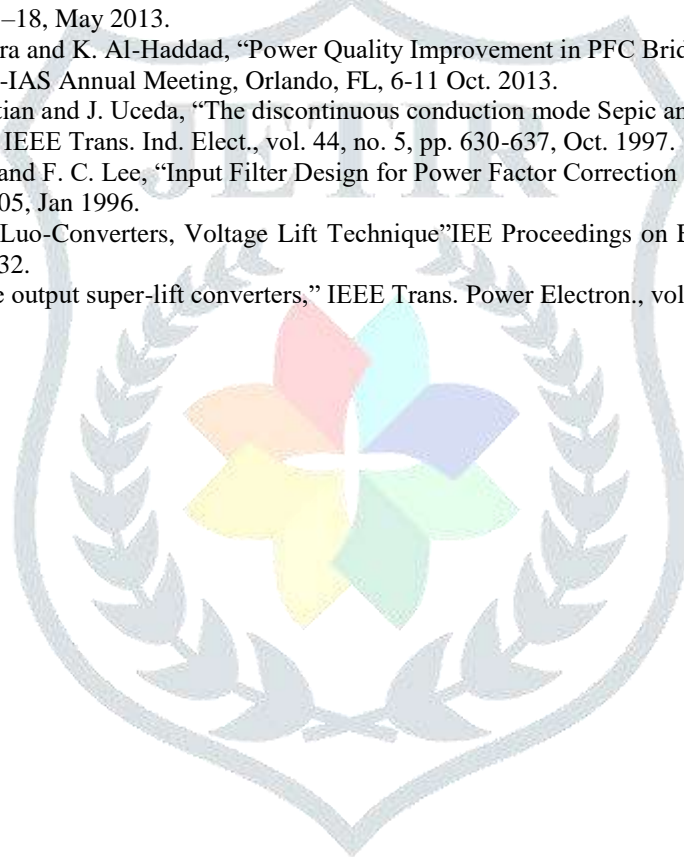 –18, May 2013.
ra and K. Al-Haddad, “Power Quality Improvement in PFC Brid
-IAS Annual Meeting, Orlando, FL, 6-11 Oct. 2013.
tian and J. Uceda, “The discontinuous conduction mode Sepic an
IEEE Trans. Ind. Elect., vol. 44, no. 5, pp. 630-637, Oct. 1997.
and F. C. Lee, “Input Filter Design for Power Factor Correction
05, Jan 1996.
Luo-Converters, Voltage Lift Technique”IEE Proceedings on E
32.
e output super-lift converters,” IEEE Trans. Power Electron., vol
JETIR